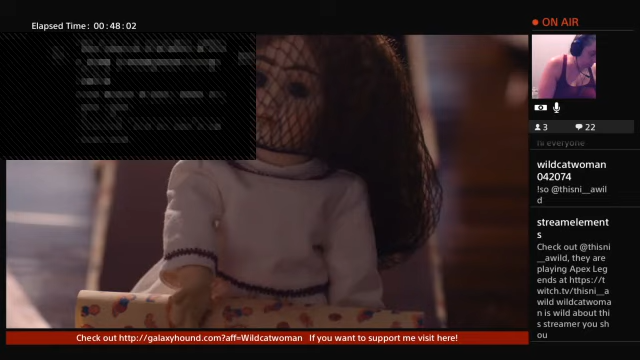 Elapsed Time: 00:48:02
ON AIR
3
22
hi everyone
wildcatwoman
042074
!so @thisni__awil
d
streamelement
s
Check out @thisni
__awild, they are
playing Apex Leg
ends at https://t
witch.tv/thisni__a
wild wildcatwoma
n is wild about thi
s streamer you sh
ou
Check out http://galaxyhound.com?aff=Wildcatwoman If you want to support me visit here!